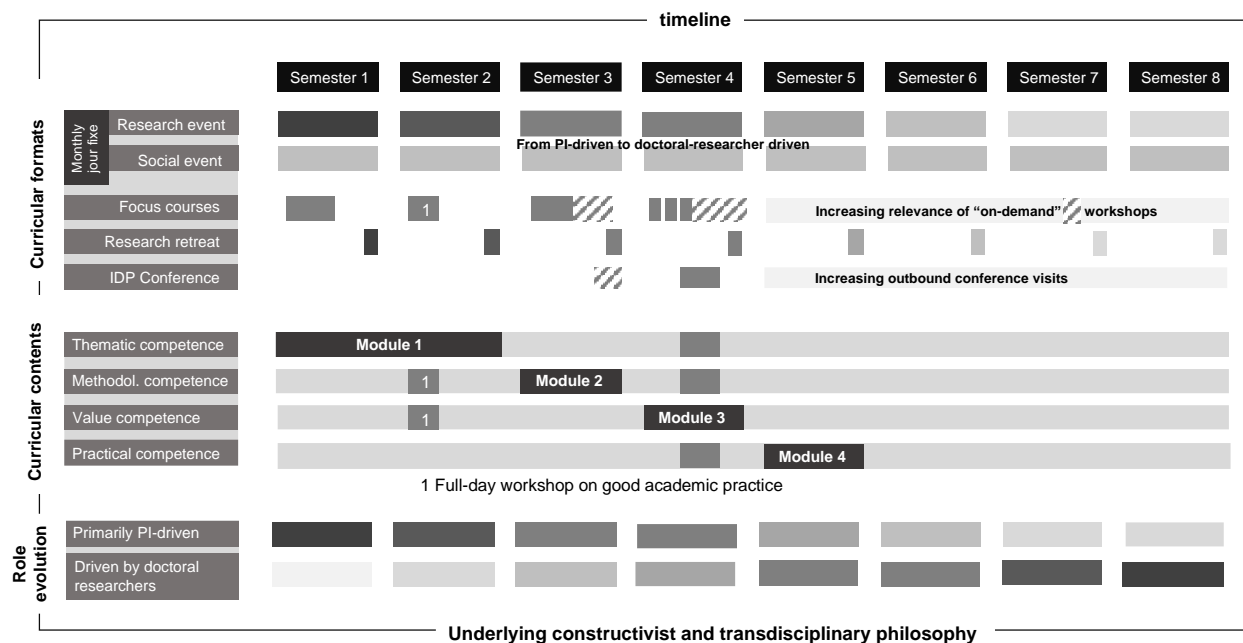 timeline
Semester 1 Semester 2 Semester 3 Semester 4 Semester 5 Semester 6 Semester 7 Semester 8
Curricular formats
Monthly
jour fixe
Research event
From PI-driven to doctoral-researcher driven
Social event
Focus courses 1 Increasing relevance of “on-demand” workshops
Research retreat
IDP Conference Increasing outbound conference visits
Curricular contents
Thematic competence Module 1
Methodol. competence 1 Module 2
Value competence 1 Module 3
Practical competence Module 4
1 Full-day workshop on good academic practice
Role
evolution
Primarily PI-driven
Driven by doctoral
researchers
Underlying constructivist and transdisciplinary philosophy